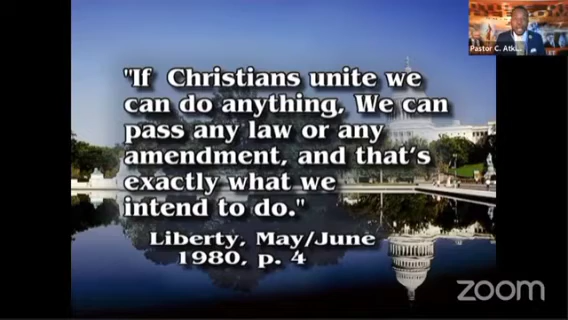 Pastor C. Atki...
"If Christians unite we
can do anything, We can
pass any law or any
amendment, and that's
exactly what we
intend to do."
Liberty, May/June
1980, p. 4
zoom